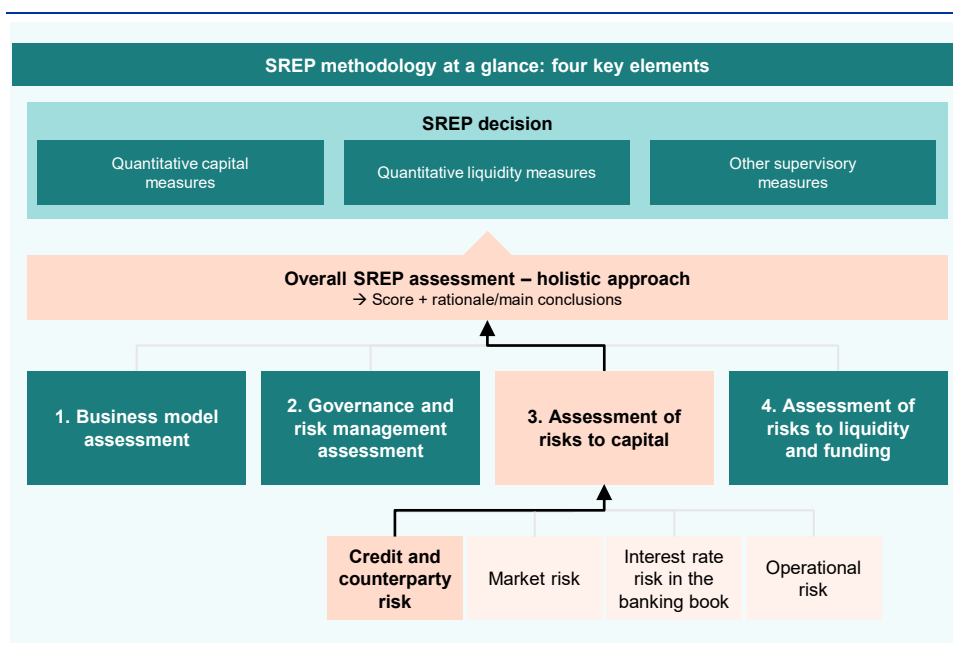 SREP methodology at a glance: four key elements
SREP decision
Quantitative capital
measures
Quantitative liquidity measures
Other supervisory
measures
Overall SREP assessment – holistic approach
→ Score + rationale/main conclusions
1. Business model
assessment
2. Governance and
risk management
assessment
3. Assessment of
risks to capital
4. Assessment of
risks to liquidity
and funding
Credit and
counterparty
risk
Market risk
Interest rate
risk in the
banking book
Operational
risk